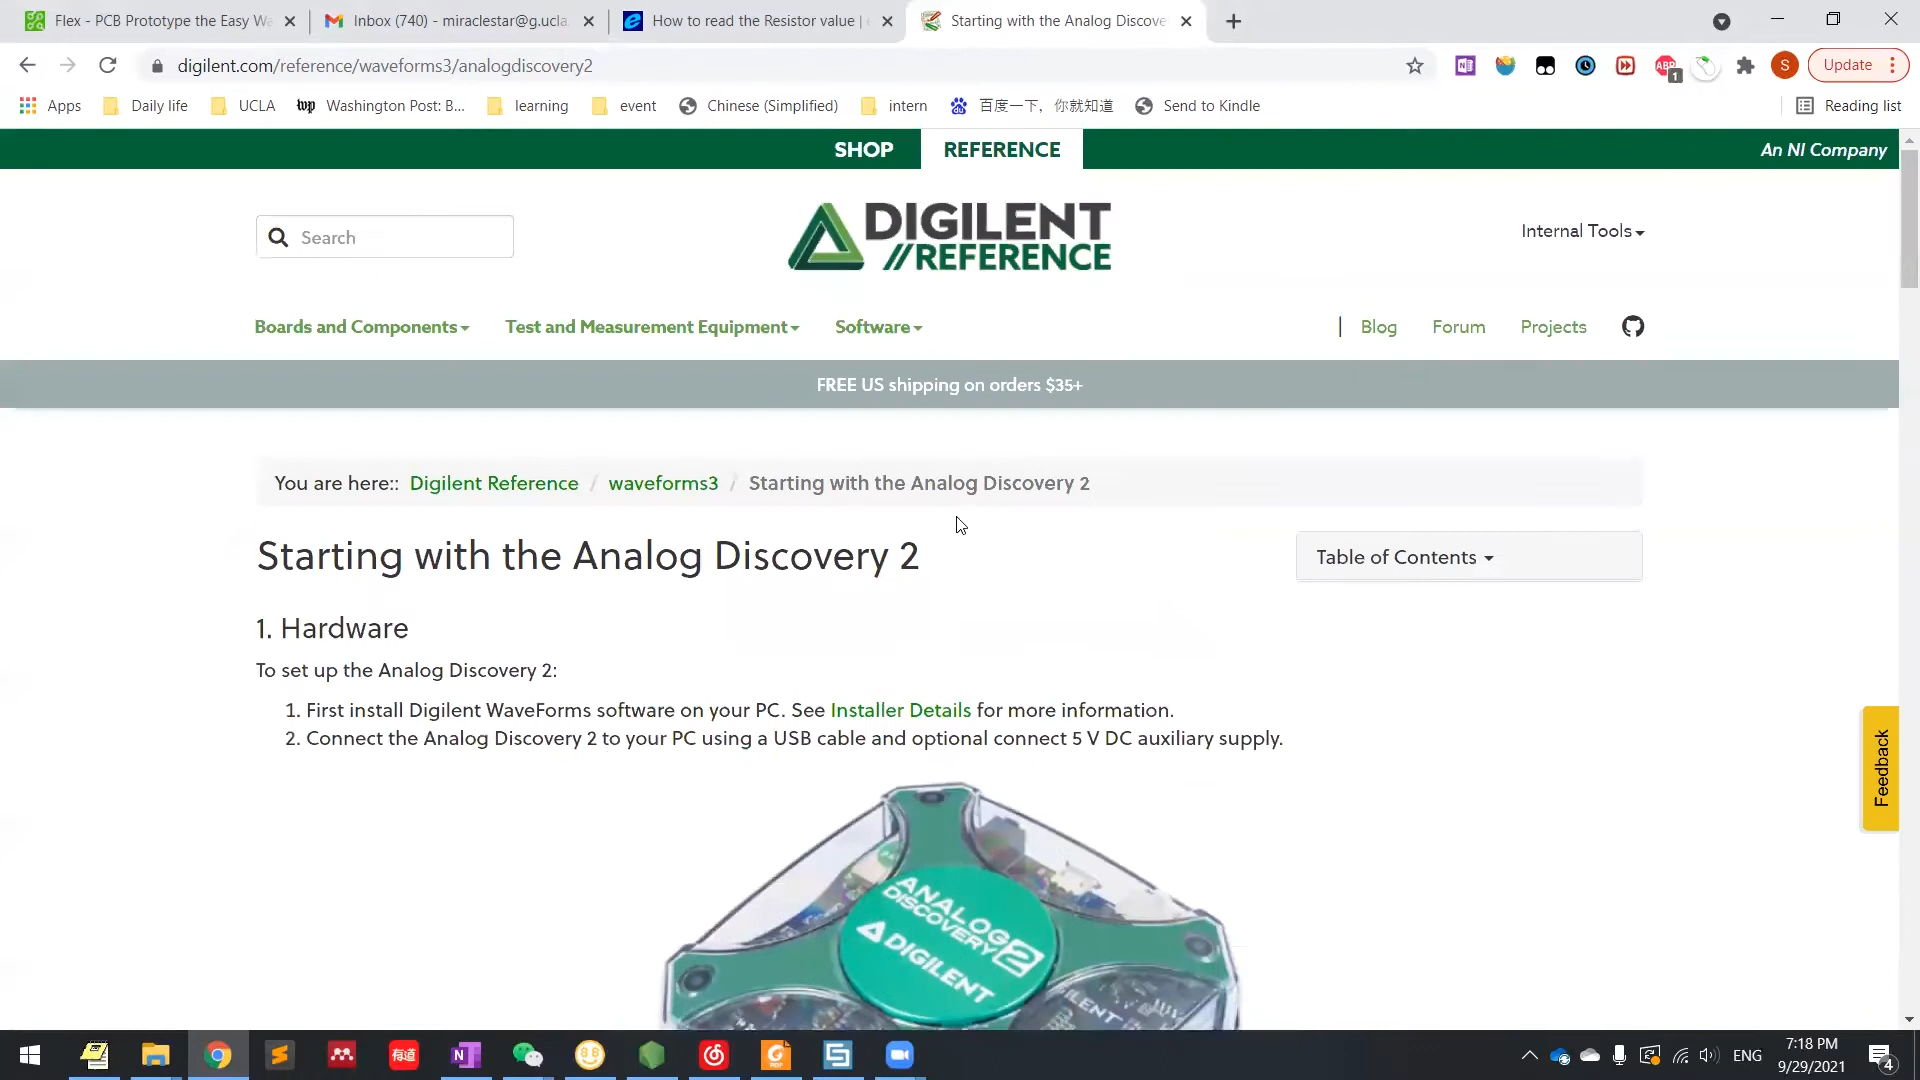 Flex - PCB Prototype the Easy Wa
Inbox (740) - miraclestar@g.ucla.
How to read the Resistor value |
Starting with the Analog Discove
digilent.com/reference/waveforms3/analogdiscovery2
ABP
1
S
Update
Apps
Daily life
UCLA
wp
Washington Post: B...
learning
event
Chinese (Simplified)
intern
百度一下，你就知道
Send to Kindle
Reading list
SHOP
REFERENCE
An NI Company
Search
DIGILENT
//REFERENCE
Internal Tools
Boards and Components
Test and Measurement Equipment
Software
|
Blog
Forum
Projects
FREE US shipping on orders $35+
You are here:: Digilent Reference / waveforms3 / Starting with the Analog Discovery 2
Starting with the Analog Discovery 2
Table of Contents
1. Hardware
To set up the Analog Discovery 2:
1. First install Digilent WaveForms software on your PC. See Installer Details for more information.
2. Connect the Analog Discovery 2 to your PC using a USB cable and optional connect 5 V DC auxiliary supply.
Feedback
ANALOG
DISCOVERY 2
DIGILENT
有道
N
ENG
7:18 PM
9/29/2021
4